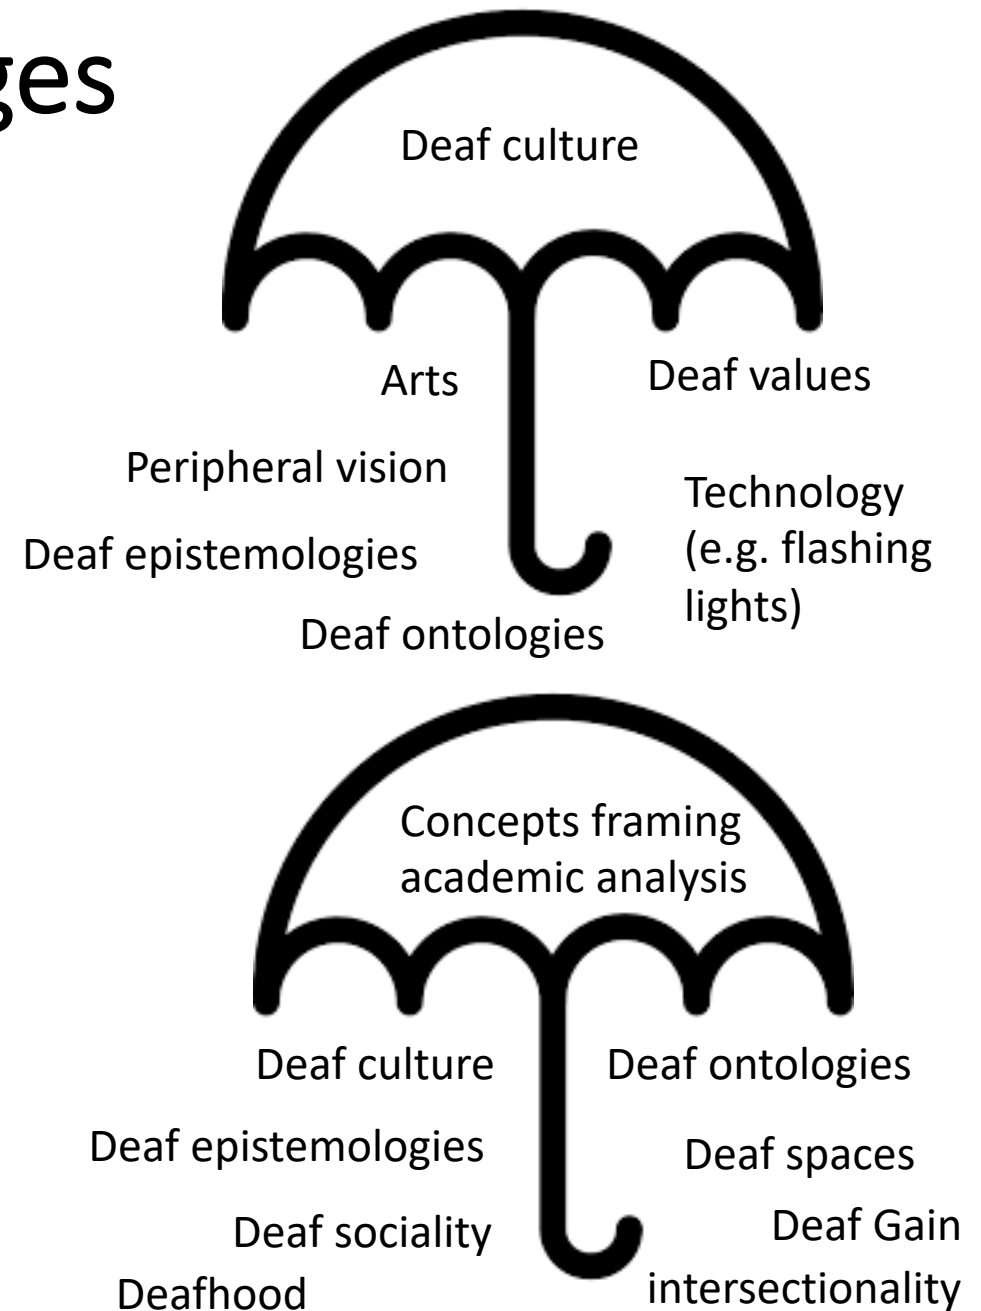 ges
Deaf culture
Arts
Deaf values
Peripheral vision
Technology
(e.g. flashing
lights)
Deaf epistemologies
Deaf ontologies
Concepts framing
academic analysis
Deaf culture
Deaf ontologies
Deaf epistemologies
Deaf spaces
Deaf sociality
Deaf Gain
Deafhood
intersectionality